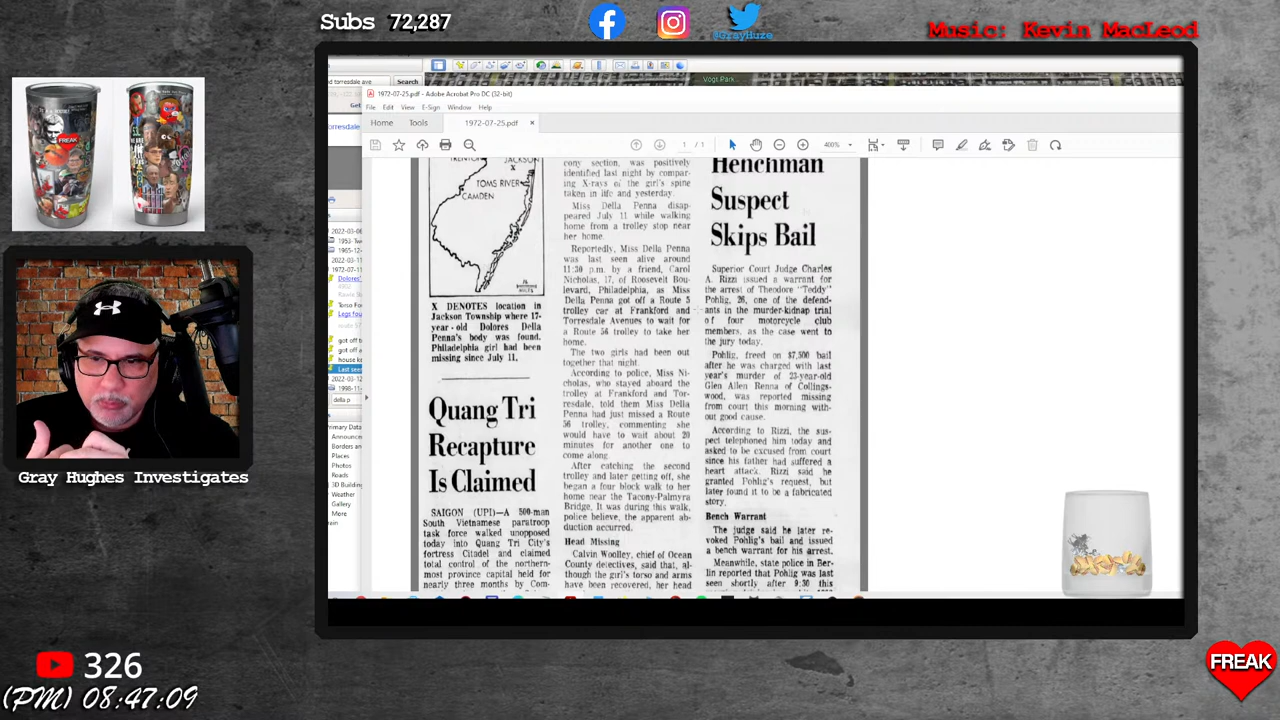 Subs 72,287
@GrayHuze
Music: Kevin MacLeod
FREAK
Gray Hughes Investigates
326
(PM) 08:47:09
FREAK
Vogt Park
d torresdale ave
Search
1972-07-25.pdf - Adobe Acrobat Pro DC (32-bit)
File Edit View E-Sign Window Help
Home Tools 1972-07-25.pdf
1 / 1
400%
JACKSON
X
TOMS RIVER
CAMDEN
X DENOTES location in
Jackson Township where 17-
year-old Dolores Della
Penna's body was found.
Philadelphia girl had been
missing since July 11.
Quang Tri
Recapture
Is Claimed
SAIGON (UPI)—A 500-man
South Vietnamese paratroop
task force walked unopposed
today into Quang Tri City's
fortress Citadel and claimed
total control of the northern-
most province capital held for
nearly three months by Com-
cony section, was positively
identified last night by compar-
ing X-rays of the girl's spine
taken in life and yesterday.
Miss Della Penna disap-
peared July 11 while walking
home from a trolley stop near
her home.
Reportedly, Miss Della Penna
was last seen alive around
11:30 p.m. by a friend, Carol
Nicholas, 17, of Roosevelt Bou-
levard, Philadelphia, as Miss
Della Penna got off a Route 5
trolley car at Frankford and
Torresdale Avenues to wait for
a Route 56 trolley to take her
home.
The two girls had been out
together that night.
According to police, Miss Ni-
cholas, who stayed aboard the
trolley at Frankford and Tor-
resdale, told them Miss Della
Penna had just missed a Route
56 trolley, commenting she
would have to wait about 20
minutes for another one to
come along.
After catching the second
trolley and later getting off, she
began a four block walk to her
home near the Tacony-Palmyra
Bridge. It was during this walk,
police believe, the apparent ab-
duction occurred.
Head Missing
Calvin Woolley, chief of Ocean
County detectives, said that, al-
though the girl's torso and arms
have been recovered, her head
Henchman
Suspect
Skips Bail
Superior Court Judge Charles
A. Rizzi issued a warrant for
the arrest of Theodore "Teddy"
Pohlig, 26, one of the defend-
ants in the murder-kidnap trial
of four motorcycle club
members, as the case went to
the jury today.
Pohlig, freed on $7,500 bail
after he was charged with last
year's murder of 23-year-old
Glen Allen Renna of Collings-
wood, was reported missing
from court this morning with-
out good cause.
According to Rizzi, the sus-
pect telephoned him today and
asked to be excused from court
since his father had suffered a
heart attack. Rizzi said he
granted Pohlig's request, but
later found it to be a fabricated
story.
Bench Warrant
The judge said he later re-
voked Pohlig's bail and issued
a bench warrant for his arrest.
Meanwhile, state police in Ber-
lin reported that Pohlig was last
seen shortly after 9:30 this